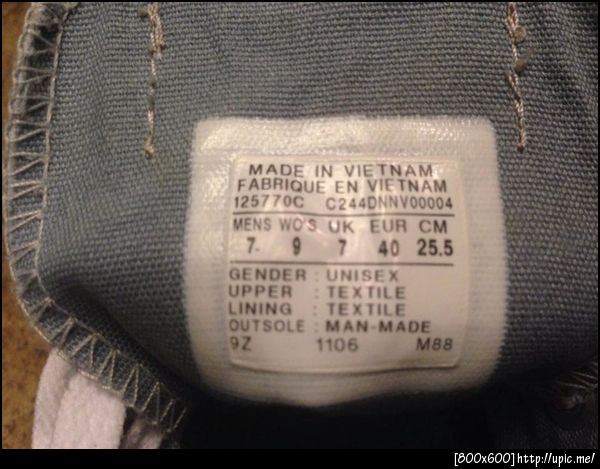 MADE IN VIETNAM
FABRIQUE EN VIETNAM
125770C C244DNNV00004
MENS WO'S UK EUR CM
7 9 7 40 25.5
GENDER : UNISEX
UPPER : TEXTILE
LINING : TEXTILE
OUTSOLE : MAN-MADE
9Z 1106 M88
[800x600]http://upic.me/